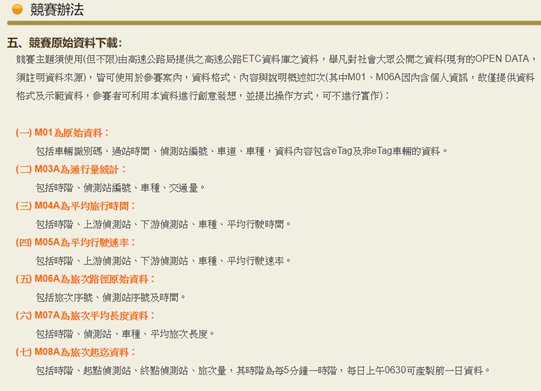 競賽辦法
五、競賽原始資料下載：
競賽主題須使用(但不限)由高速公路局提供之高速公路ETC資料庫之資料，舉凡對社會大眾公開之資料(現有的OPEN DATA，
須註明資料來源)，皆可使用於參賽案內，資料格式、內容與說明概述如次(其中M01、M06A因內含個人資訊，故僅提供資料
格式及示範資料，參賽者可利用本資料進行創意發想，並提出操作方式，可不進行實作)：
(一) M01為原始資料：
包括車輛識別碼、通站時間、偵測站編號、車道、車種，資料內容包含eTag及非eTag車輛的資料。
(二) M03A為通行量統計：
包括時階、偵測站編號、車種、交通量。
(三) M04A為平均旅行時間：
包括時階、上游偵測站、下游偵測站、車種、平均行駛時間。
(四) M05A為平均行駛速率：
包括時階、上游偵測站、下游偵測站、車種、平均行駛速率。
(五) M06A為旅次路徑原始資料：
包括旅次序號、偵測站序號及時間。
(六) M07A為旅次平均長度資料：
包括時階、偵測站、車種、平均旅次長度。
(七) M08A為旅次起迄資料：
包括時階、起點偵測站、終點偵測站、旅次量，其時階為每5分鐘一時階，每日上午0630可產製前一日資料。